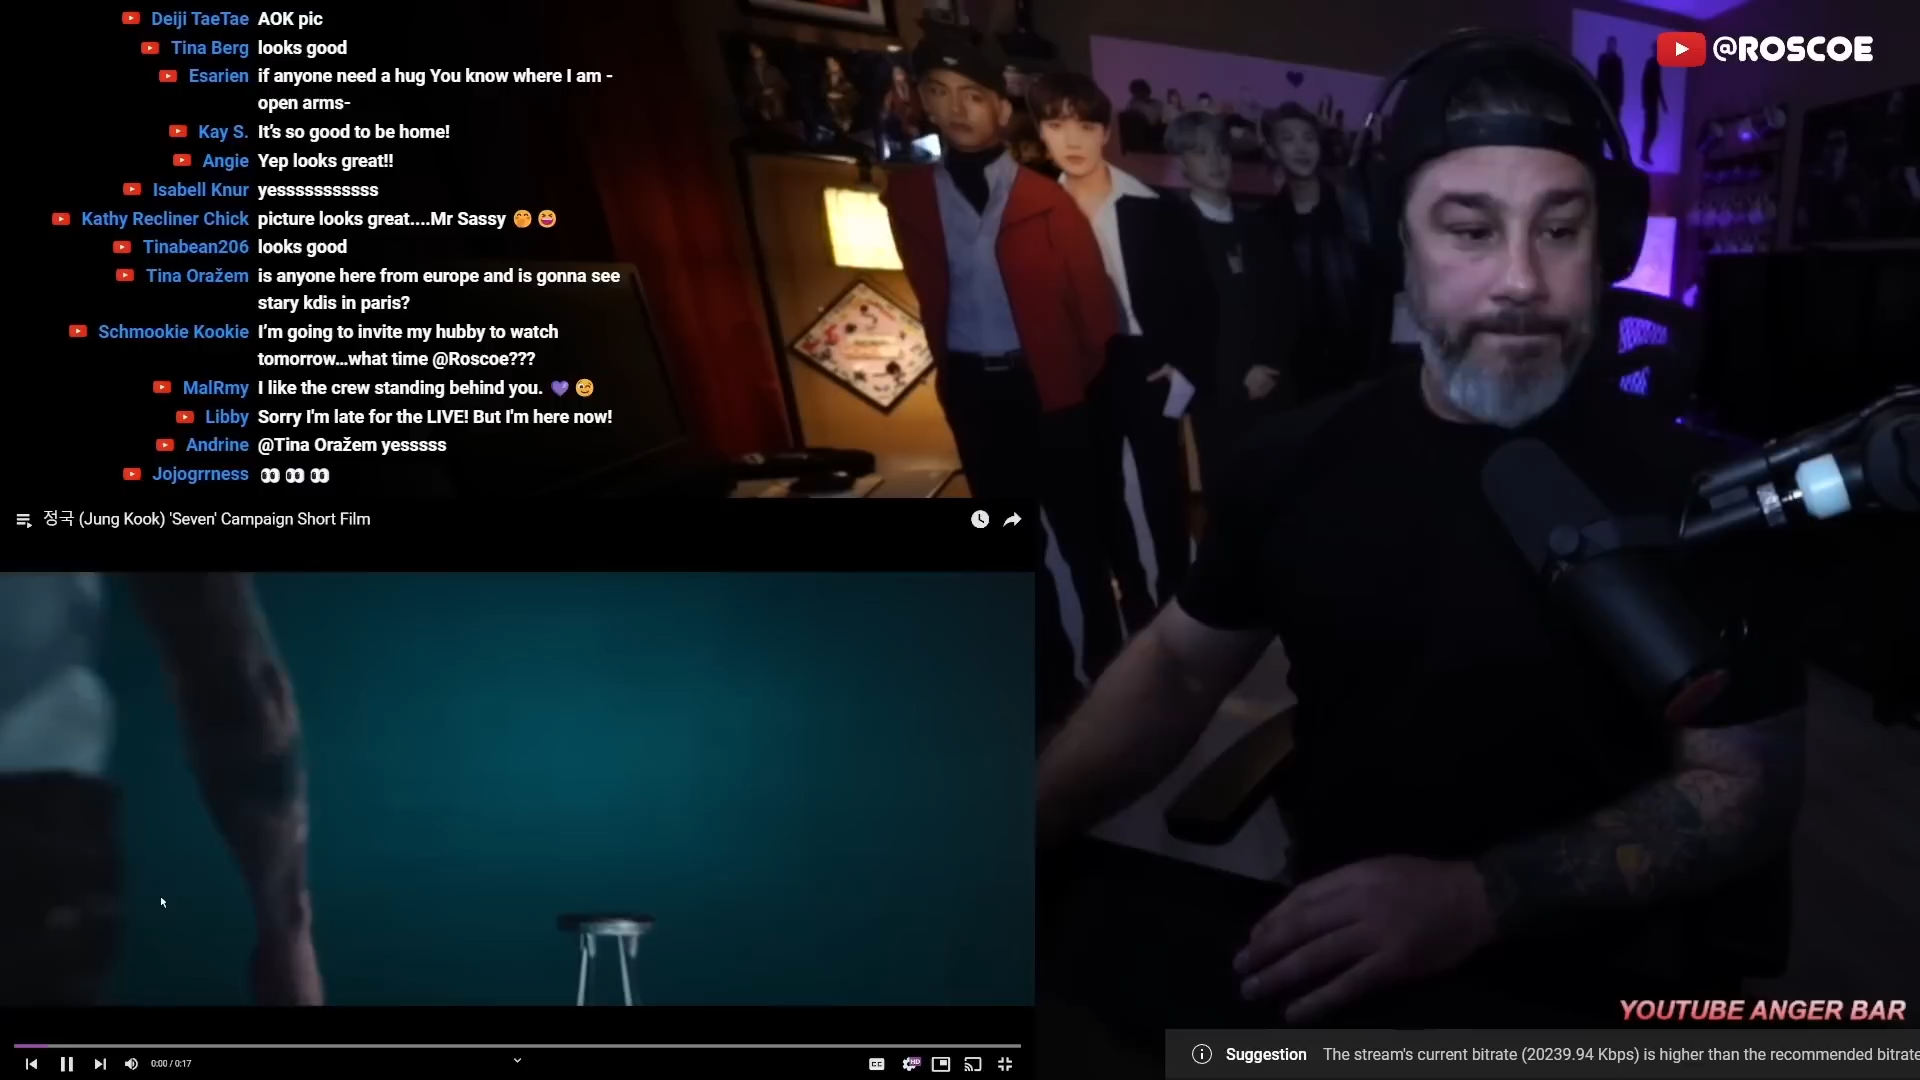 Deiji TaeTae AOK pic
Tina Berg looks good
Esarien if anyone need a hug You know where I am -
open arms-
Kay S. It's so good to be home!
Angie Yep looks great!!
Isabell Knur yesssssssssss
Kathy Recliner Chick picture looks great....Mr Sassy 🤭 😆
Tinabean206 looks good
Tina Oražem is anyone here from europe and is gonna see
stary kdis in paris?
Schmookie Kookie I'm going to invite my hubby to watch
tomorrow...what time @Roscoe???
MalRmy I like the crew standing behind you. 💜 😊
Libby Sorry I'm late for the LIVE! But I'm here now!
Andrine @Tina Oražem yesssss
Jojogrrness 👀 👀 👀
@ROSCOE
정국 (Jung Kook) 'Seven' Campaign Short Film
0:00 / 0:17
CC
HD
YOUTUBE ANGER BAR
Suggestion The stream's current bitrate (20239.94 Kbps) is higher than the recommended bitrate